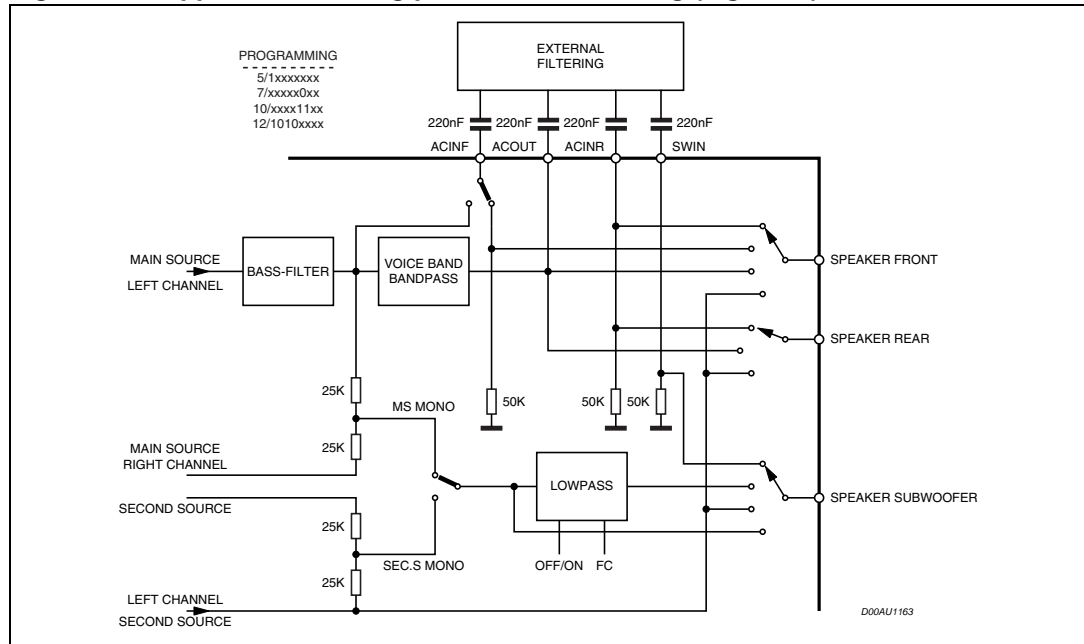 EXTERNAL
FILTERING
PROGRAMMING
5/1xxxxxxx
7/xxxxx0xx
10/xxxx11xx
12/1010xxxx
220nF
220nF
220nF
220nF
ACINF
ACOUT
ACINR
SWIN
MAIN SOURCE
LEFT CHANNEL
BASS-FILTER
VOICE BAND
BANDPASS
SPEAKER FRONT
SPEAKER REAR
25K
MS MONO
50K
50K
50K
25K
MAIN SOURCE
RIGHT CHANNEL
LOWPASS
SPEAKER SUBWOOFER
SECOND SOURCE
25K
SEC.S MONO
OFF/ON
FC
25K
LEFT CHANNEL
SECOND SOURCE
D00AU1163